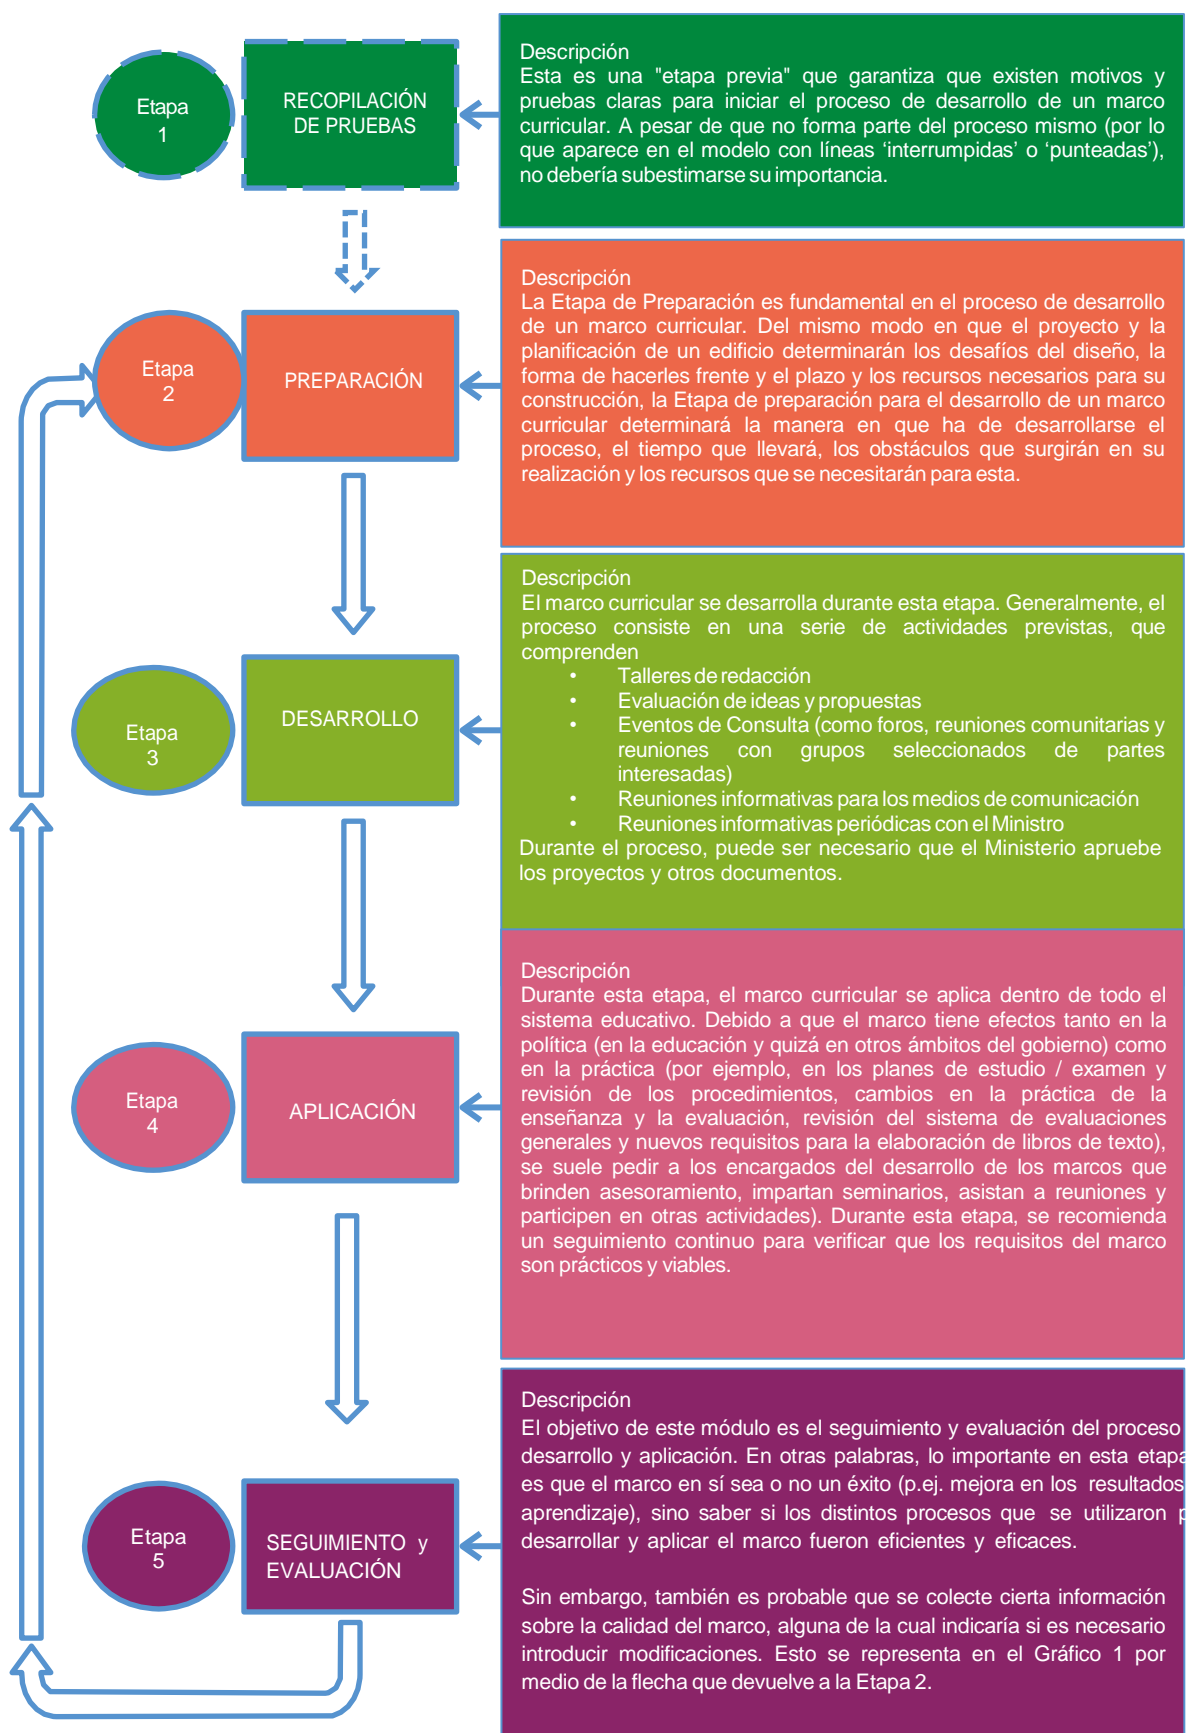 Etapa
1
RECOPILACIÓN
DE PRUEBAS
Descripción
Esta es una "etapa previa" que garantiza que existen motivos y
pruebas claras para iniciar el proceso de desarrollo de un marco
curricular. A pesar de que no forma parte del proceso mismo (por lo
que aparece en el modelo con líneas ‘interrumpidas’ o ‘punteadas’),
no debería subestimarse su importancia.
Etapa
2
PREPARACIÓN
Descripción
La Etapa de Preparación es fundamental en el proceso de desarrollo
de un marco curricular. Del mismo modo en que el proyecto y la
planificación de un edificio determinarán los desafíos del diseño, la
forma de hacerles frente y el plazo y los recursos necesarios para su
construcción, la Etapa de preparación para el desarrollo de un marco
curricular determinará la manera en que ha de desarrollarse el
proceso, el tiempo que llevará, los obstáculos que surgirán en su
realización y los recursos que se necesitarán para esta.
Etapa
3
DESARROLLO
Descripción
El marco curricular se desarrolla durante esta etapa. Generalmente, el
proceso consiste en una serie de actividades previstas, que
comprenden
• Talleres de redacción
• Evaluación de ideas y propuestas
• Eventos de Consulta (como foros, reuniones comunitarias y
reuniones con grupos seleccionados de partes
interesadas)
• Reuniones informativas para los medios de comunicación
• Reuniones informativas periódicas con el Ministro
Durante el proceso, puede ser necesario que el Ministerio apruebe
los proyectos y otros documentos.
Etapa
4
APLICACIÓN
Descripción
Durante esta etapa, el marco curricular se aplica dentro de todo el
sistema educativo. Debido a que el marco tiene efectos tanto en la
política (en la educación y quizá en otros ámbitos del gobierno) como
en la práctica (por ejemplo, en los planes de estudio / examen y
revisión de los procedimientos, cambios en la práctica de la
enseñanza y la evaluación, revisión del sistema de evaluaciones
generales y nuevos requisitos para la elaboración de libros de texto),
se suele pedir a los encargados del desarrollo de los marcos que
brinden asesoramiento, impartan seminarios, asistan a reuniones y
participen en otras actividades). Durante esta etapa, se recomienda
un seguimiento continuo para verificar que los requisitos del marco
son prácticos y viables.
Etapa
5
SEGUIMIENTO y
EVALUACIÓN
Descripción
El objetivo de este módulo es el seguimiento y evaluación del proceso
desarrollo y aplicación. En otras palabras, lo importante en esta etapa
es que el marco en sí sea o no un éxito (p.ej. mejora en los resultados
aprendizaje), sino saber si los distintos procesos que se utilizaron
desarrollar y aplicar el marco fueron eficientes y eficaces.
Sin embargo, también es probable que se colecte cierta información
sobre la calidad del marco, alguna de la cual indicaría si es necesario
introducir modificaciones. Esto se representa en el Gráfico 1 por
medio de la flecha que devuelve a la Etapa 2.